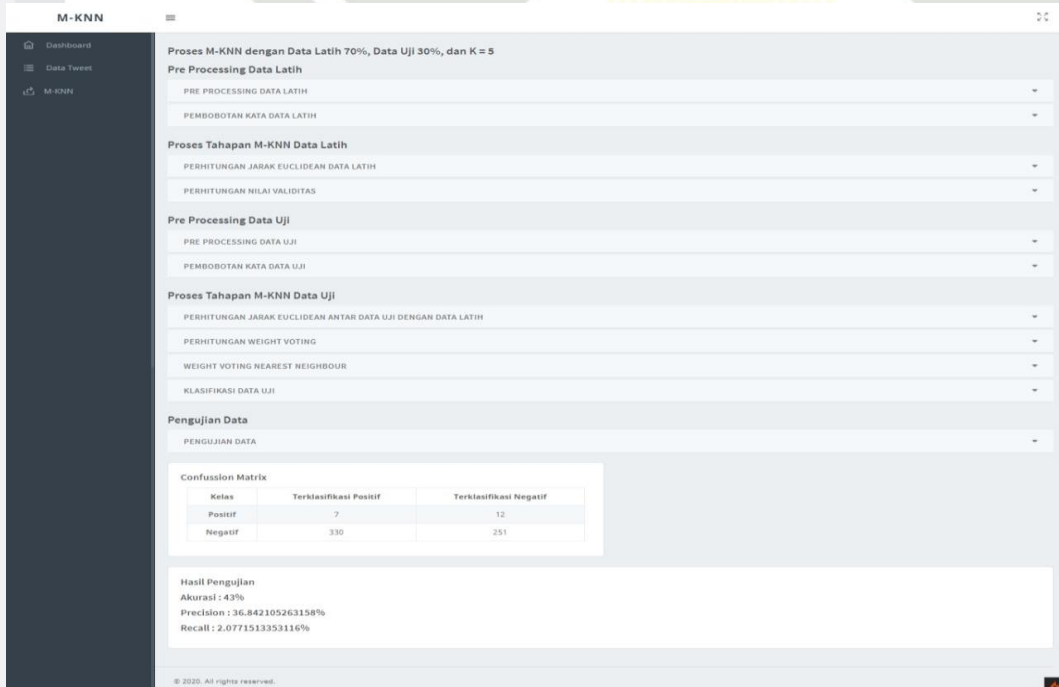 M-KNN
Dashboard
Data Tweet
M-KNN
Proses M-KNN dengan Data Latih 70%, Data Uji 30%, dan K = 5
Pre Processing Data Latih
PRE PROCESSING DATA LATIH
PEMBOBOTAN KATA DATA LATIH
Proses Tahapan M-KNN Data Latih
PERHITUNGAN JARAK EUCLIDEAN DATA LATIH
PERHITUNGAN NILAI VALIDITAS
Pre Processing Data Uji
PRE PROCESSING DATA UJI
PEMBOBOTAN KATA DATA UJI
Proses Tahapan M-KNN Data Uji
PERHITUNGAN JARAK EUCLIDEAN ANTAR DATA UJI DENGAN DATA LATIH
PERHITUNGAN WEIGHT VOTING
WEIGHT VOTING NEAREST NEIGHBOUR
KLASIFIKASI DATA UJI
Pengujian Data
PENGUJIAN DATA
Confussion Matrix
Kelas Terklasifikasi Positif Terklasifikasi Negatif
Positif 7 12
Negatif 330 251
Hasil Pengujian
Akurasi : 43%
Precision : 36.842105263158%
Recall : 2.0771513353116%
© 2020. All rights reserved.